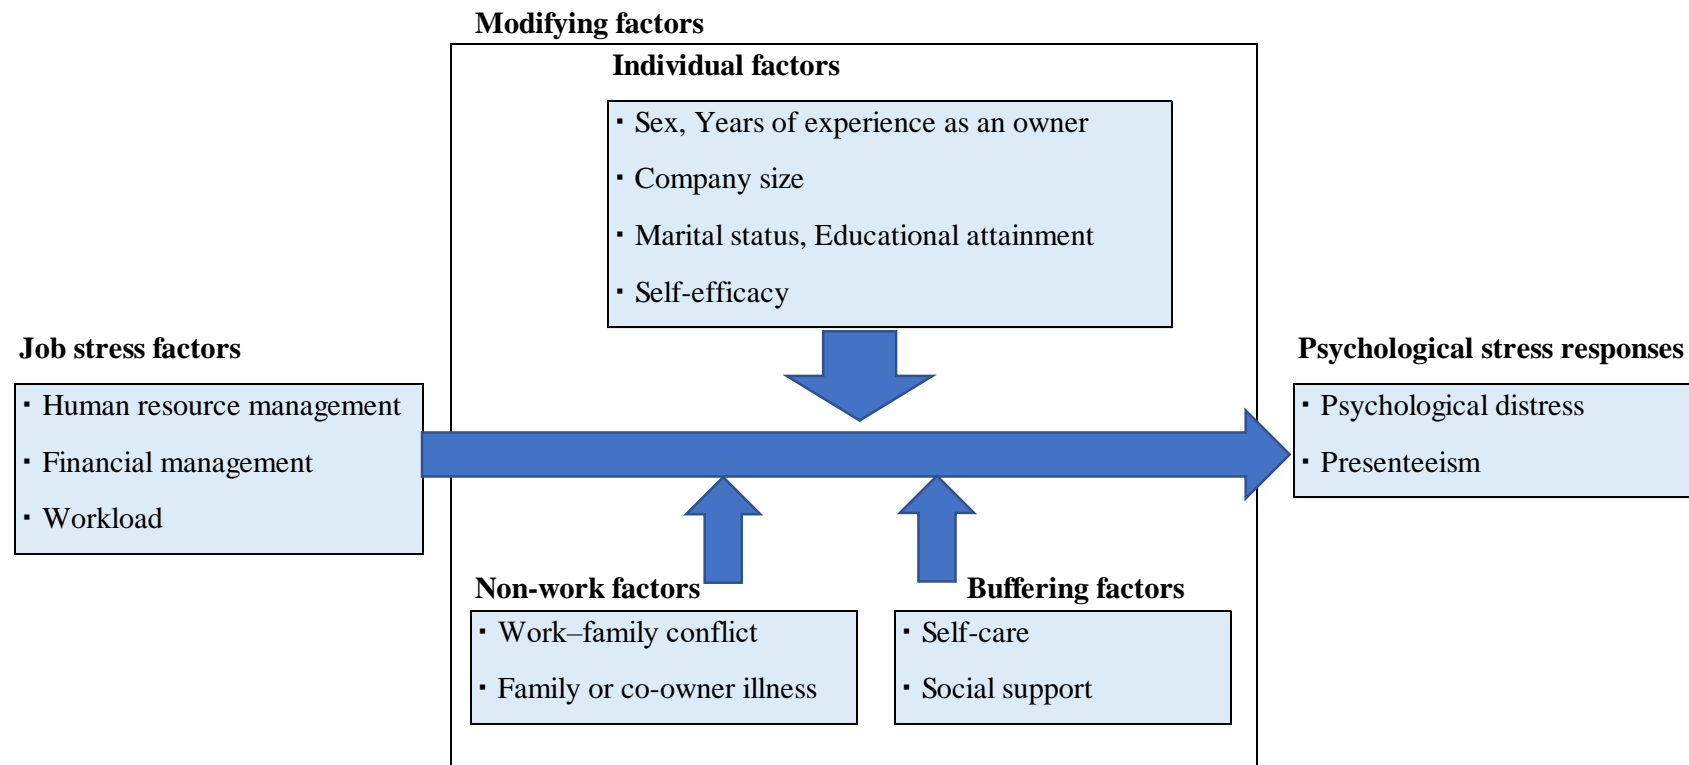 Modifying factors
Individual factors
・Sex, Years of experience as an owner
・Company size
・Marital status, Educational attainment
・Self-efficacy
Job stress factors
・Human resource management
・Financial management
・Workload
Psychological stress responses
・Psychological distress
・Presenteeism
Non-work factors
・Work–family conflict
・Family or co-owner illness
Buffering factors
・Self-care
・Social support